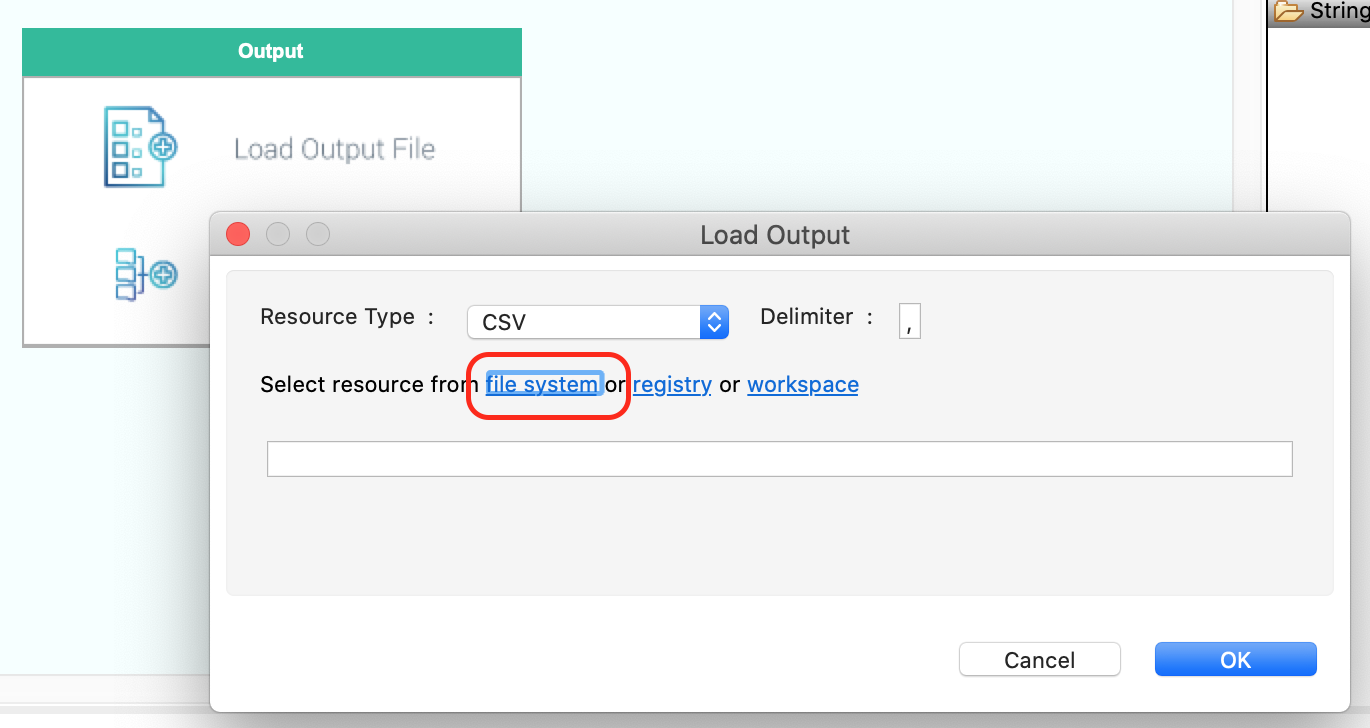 String
Output
Load Output File
Load Output
Resource Type :
CSV
Delimiter :
,
Select resource from file system or registry or workspace
Cancel
OK